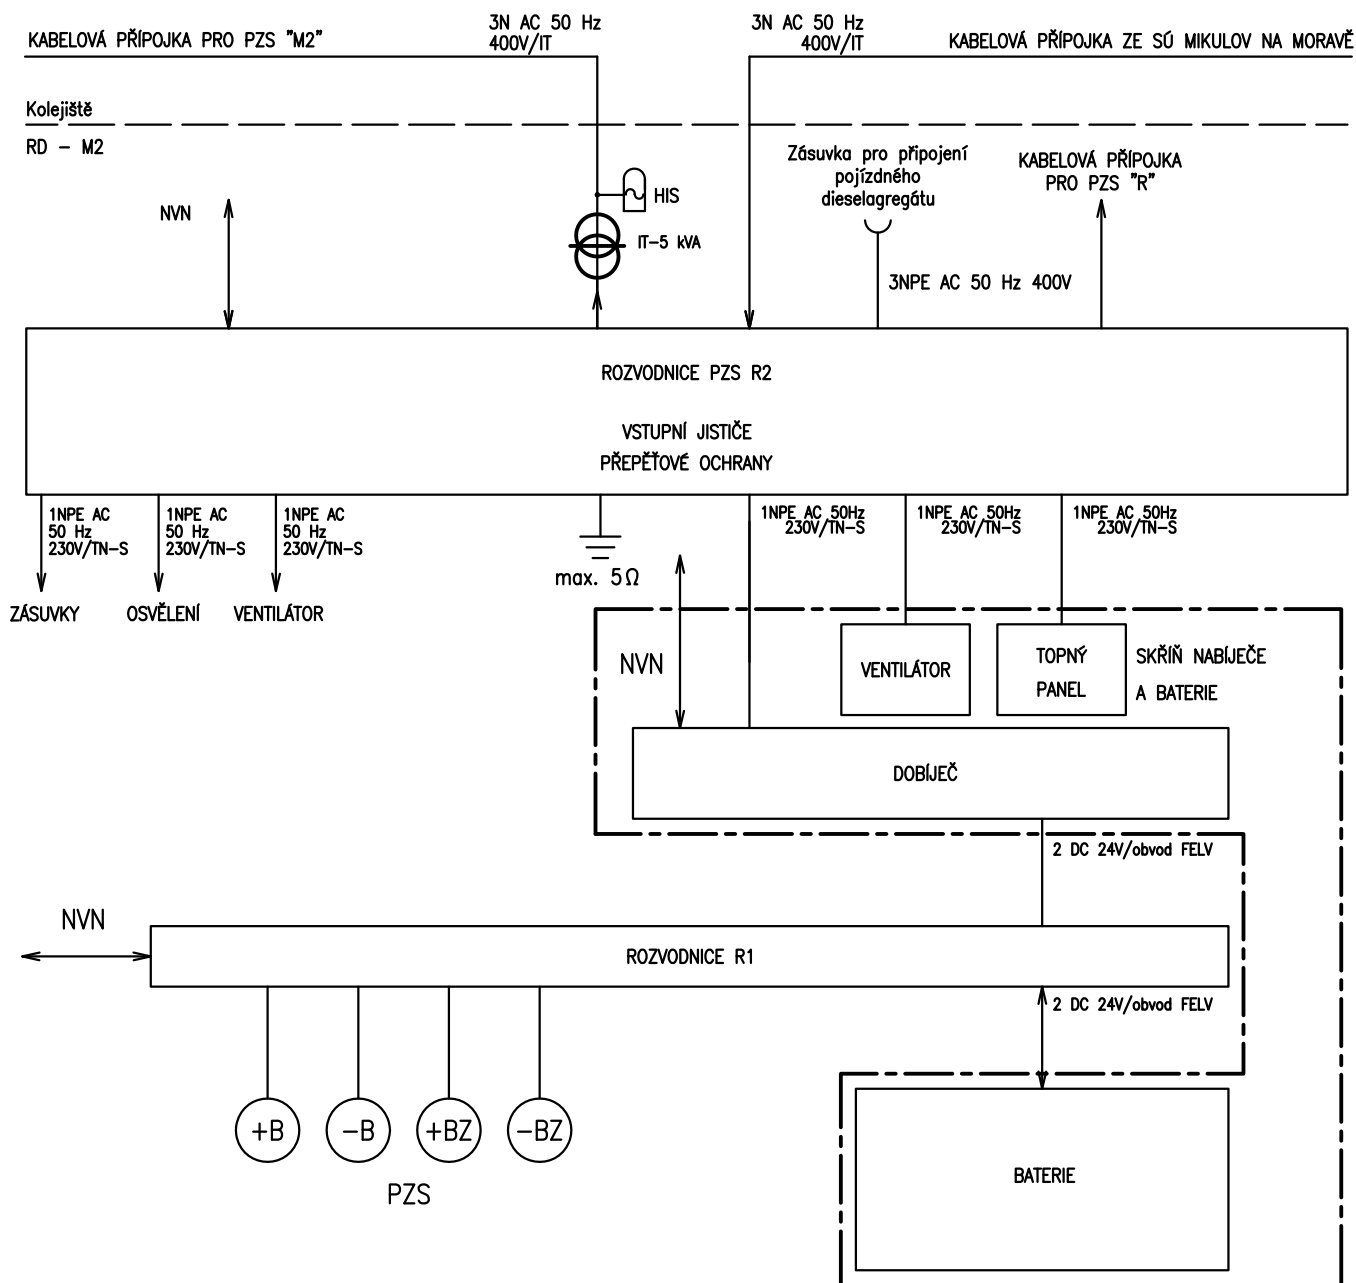 KABELOVÁ PŘÍPOJKA PRO PZS "M2"
3N AC 50 Hz
400V/IT
3N AC 50 Hz
400V/IT
KABELOVÁ PŘÍPOJKA ZE SÚ MIKULOV NA MORAVĚ
Kolejiště
RD – M2
NVN
HIS
IT–5 kVA
Zásuvka pro připojení
pojízdného
dieselagregátu
KABELOVÁ PŘÍPOJKA
PRO PZS "R"
3NPE AC 50 Hz 400V
ROZVODNICE PZS R2
VSTUPNÍ JISTIČE
PŘEPĚŤOVÉ OCHRANY
1NPE AC
50 Hz
230V/TN–S
1NPE AC
50 Hz
230V/TN–S
1NPE AC
50 Hz
230V/TN–S
max. 5Ω
1NPE AC 50Hz
230V/TN–S
1NPE AC 50Hz
230V/TN–S
1NPE AC 50Hz
230V/TN–S
ZÁSUVKY
OSVĚLENÍ
VENTILÁTOR
NVN
VENTILÁTOR
TOPNÝ
PANEL
SKŘÍŇ NABÍJEČE
A BATERIE
DOBÍJEČ
2 DC 24V/obvod FELV
NVN
ROZVODNICE R1
2 DC 24V/obvod FELV
+B
–B
+BZ
–BZ
PZS
BATERIE